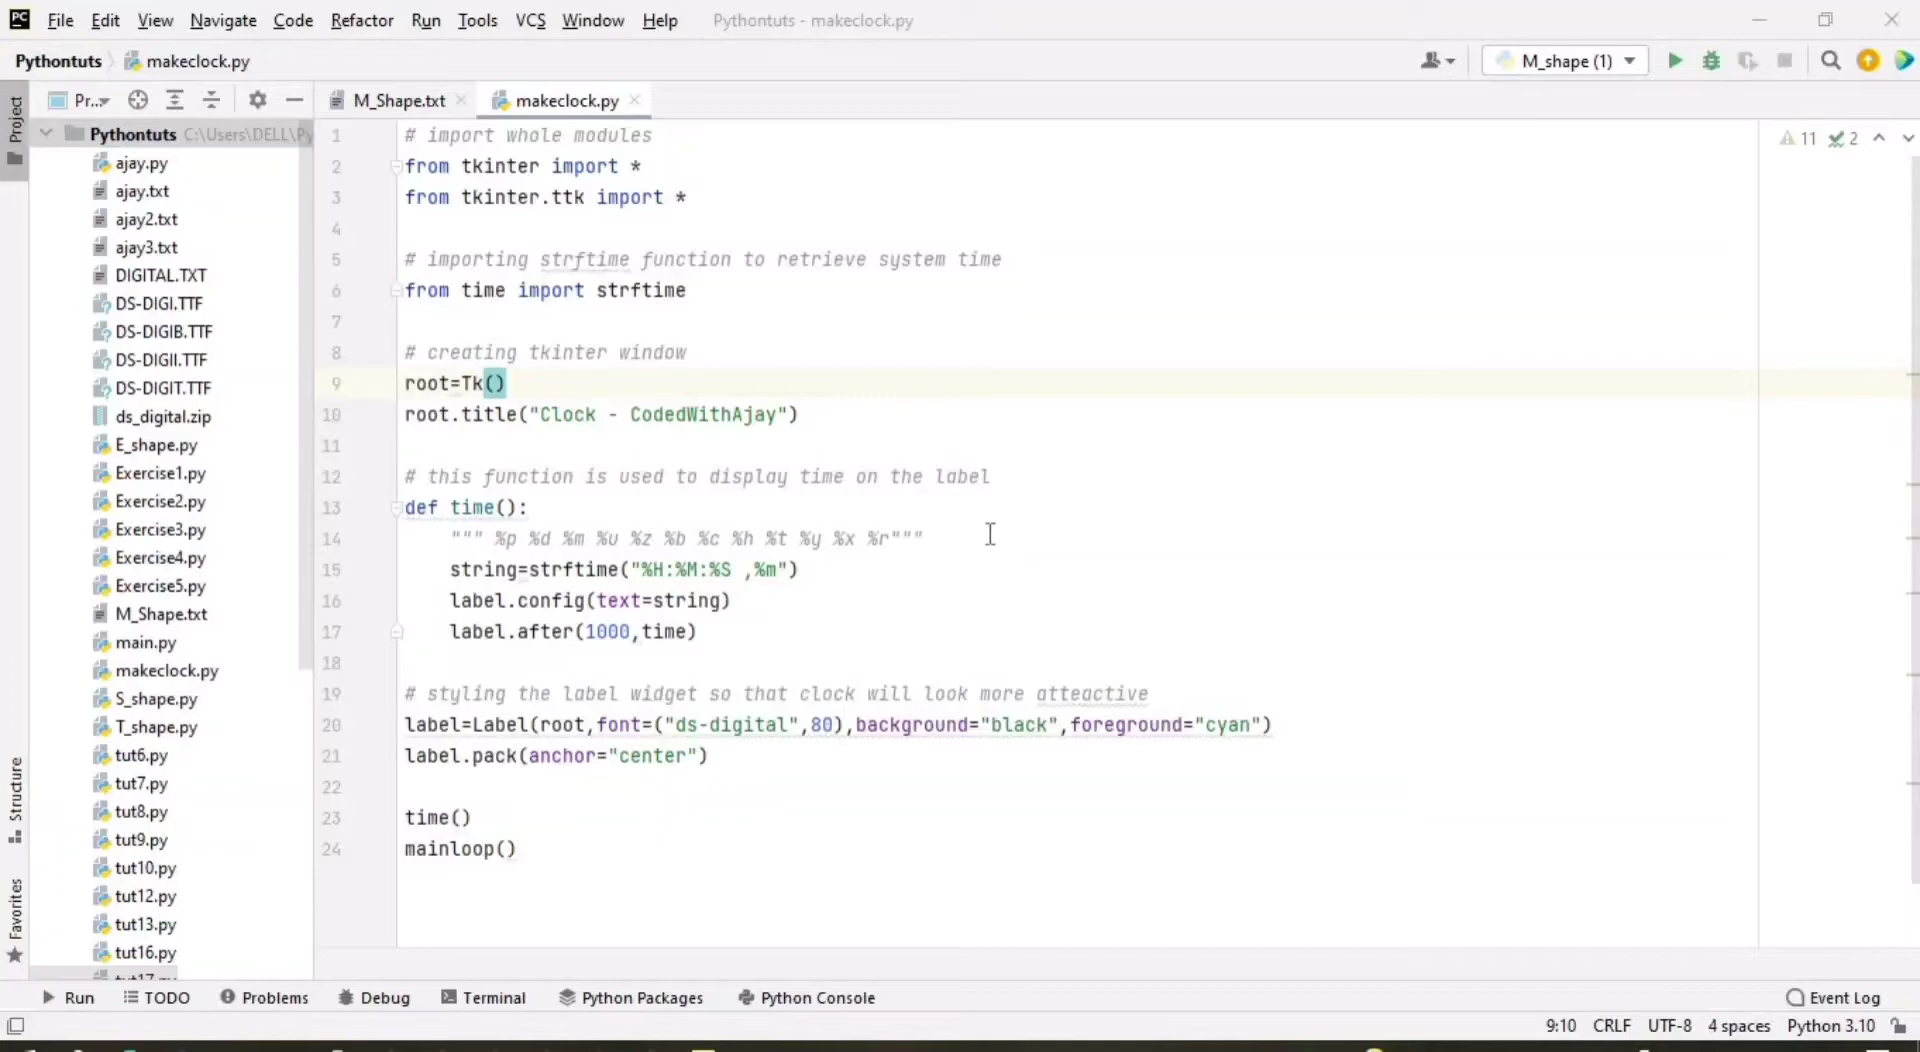 PC File Edit View Navigate Code Refactor Run Tools VCS Window Help Pythontuts - makeclock.py
Pythontuts makeclock.py M_shape (1)
Project Pr... M_Shape.txt makeclock.py
Pythontuts C:\Users\DELL\Py
ajay.py
ajay.txt
ajay2.txt
ajay3.txt
DIGITAL.TXT
DS-DIGI.TTF
DS-DIGIB.TTF
DS-DIGII.TTF
DS-DIGIT.TTF
ds_digital.zip
E_shape.py
Exercise1.py
Exercise2.py
Exercise3.py
Exercise4.py
Exercise5.py
M_Shape.txt
main.py
makeclock.py
S_shape.py
T_shape.py
tut6.py
tut7.py
tut8.py
tut9.py
tut10.py
tut12.py
tut13.py
tut16.py
tut17.py
Structure
Favorites
1 # import whole modules
2 from tkinter import *
3 from tkinter.ttk import *
4
5 # importing strftime function to retrieve system time
6 from time import strftime
7
8 # creating tkinter window
9 root=Tk()
10 root.title("Clock - CodedWithAjay")
11
12 # this function is used to display time on the label
13 def time():
14 """ %p %d %m %u %z %b %c %h %t %y %x %r"""
15 string=strftime("%H:%M:%S ,%m")
16 label.config(text=string)
17 label.after(1000,time)
18
19 # styling the label widget so that clock will look more atteactive
20 label=Label(root,font=("ds-digital",80),background="black",foreground="cyan")
21 label.pack(anchor="center")
22
23 time()
24 mainloop()
11 2
Run TODO Problems Debug Terminal Python Packages Python Console Event Log
9:10 CRLF UTF-8 4 spaces Python 3.10